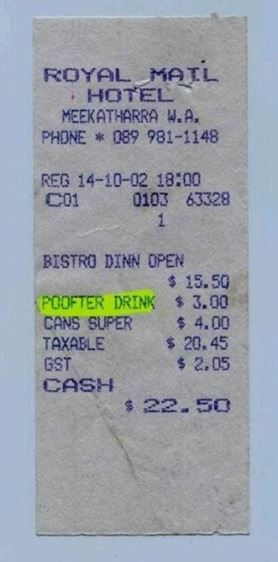 ROYAL MAIL
HOTEL
MEEKATHARRA W.A.
PHONE * 089 981-1148
REG 14-10-02 18:00
C01 0103 63328
1
BISTRO DINN OPEN
$ 15.50
POOFTER DRINK $ 3.00
CANS SUPER $ 4.00
TAXABLE $ 20.45
GST $ 2.05
CASH
$ 22.50